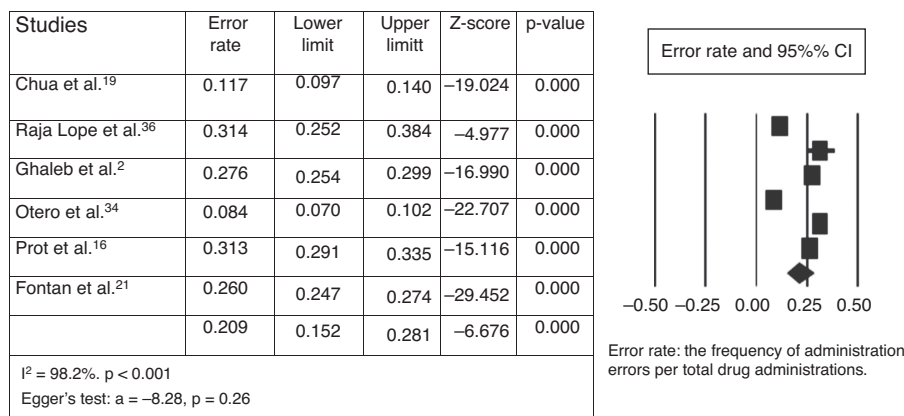 Studies Error rate Lower limit Upper limitt Z-score p-value
Chua et al.19 0.117 0.097 0.140 –19.024 0.000
Raja Lope et al.36 0.314 0.252 0.384 –4.977 0.000
Ghaleb et al.2 0.276 0.254 0.299 –16.990 0.000
Otero et al.34 0.084 0.070 0.102 –22.707 0.000
Prot et al.16 0.313 0.291 0.335 –15.116 0.000
Fontan et al.21 0.260 0.247 0.274 –29.452 0.000
0.209 0.152 0.281 –6.676 0.000
I2 = 98.2%. p < 0.001
Egger's test: a = –8.28, p = 0.26
Error rate and 95%% CI
–0.50 –0.25 0.00 0.25 0.50
Error rate: the frequency of administration
errors per total drug administrations.